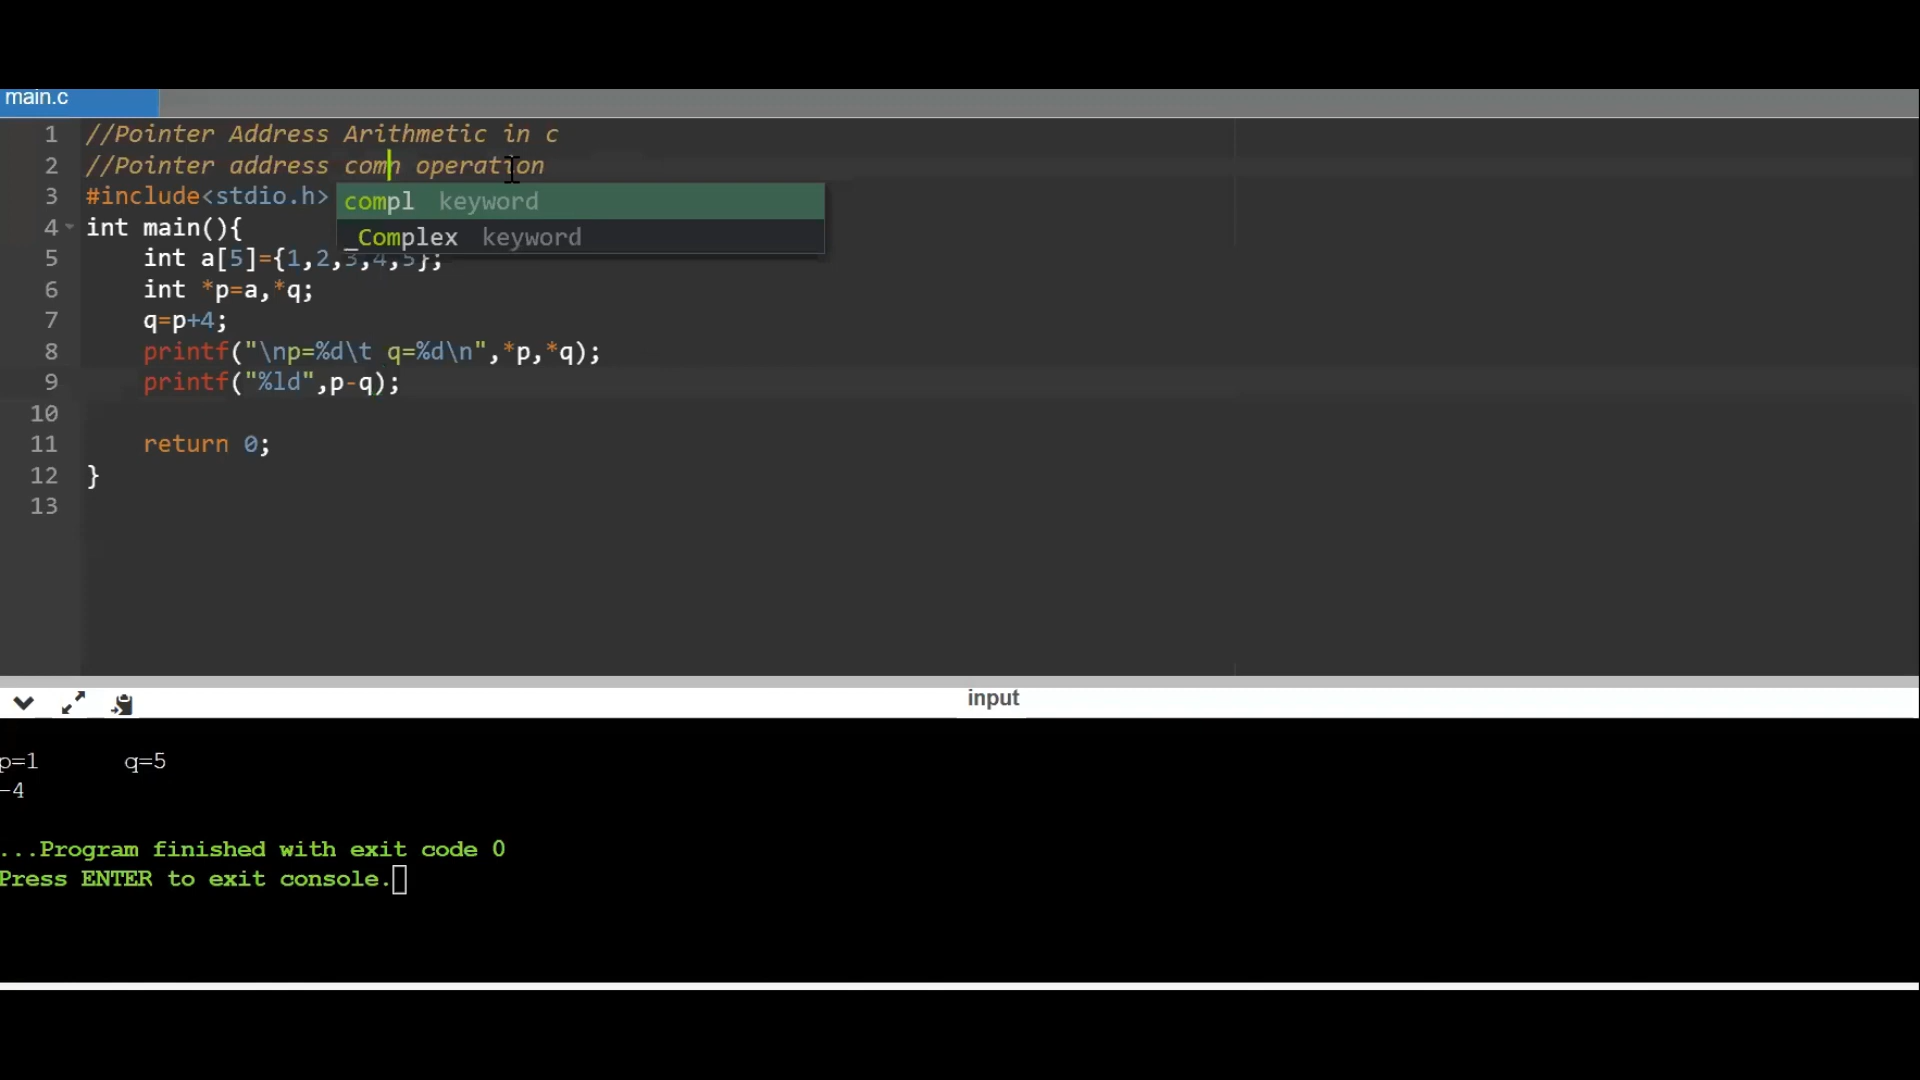 main.c
1 //Pointer Address Arithmetic in c
2 //Pointer address comn operation
3 #include<stdio.h>
compl keyword
4 int main(){
_Complex keyword
5 int a[5]={1,2,3,4,5};
6 int *p=a,*q;
7 q=p+4;
8 printf("\np=%d\t q=%d\n",*p,*q);
9 printf("%ld",p-q);
10
11 return 0;
12 }
13
input
p=1 q=5
-4
...Program finished with exit code 0
Press ENTER to exit console.